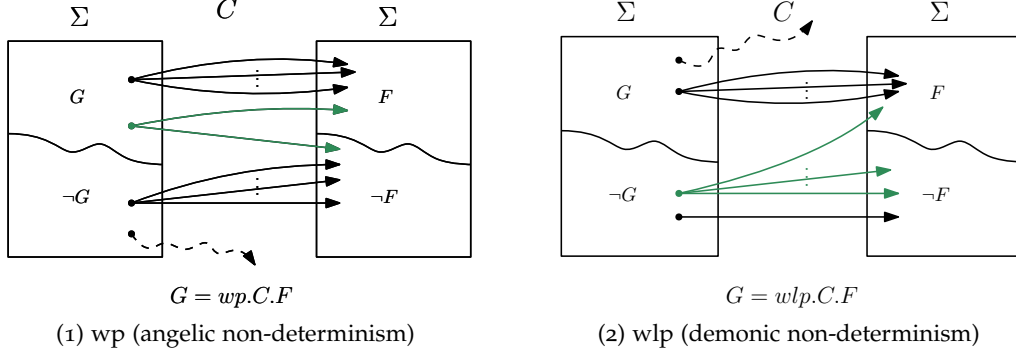 Σ C Σ
G F
¬G ¬F
G = wp.C.F
(1) wp (angelic non-determinism)
Σ C Σ
G F
¬G ¬F
G = wlp.C.F
(2) wlp (demonic non-determinism)